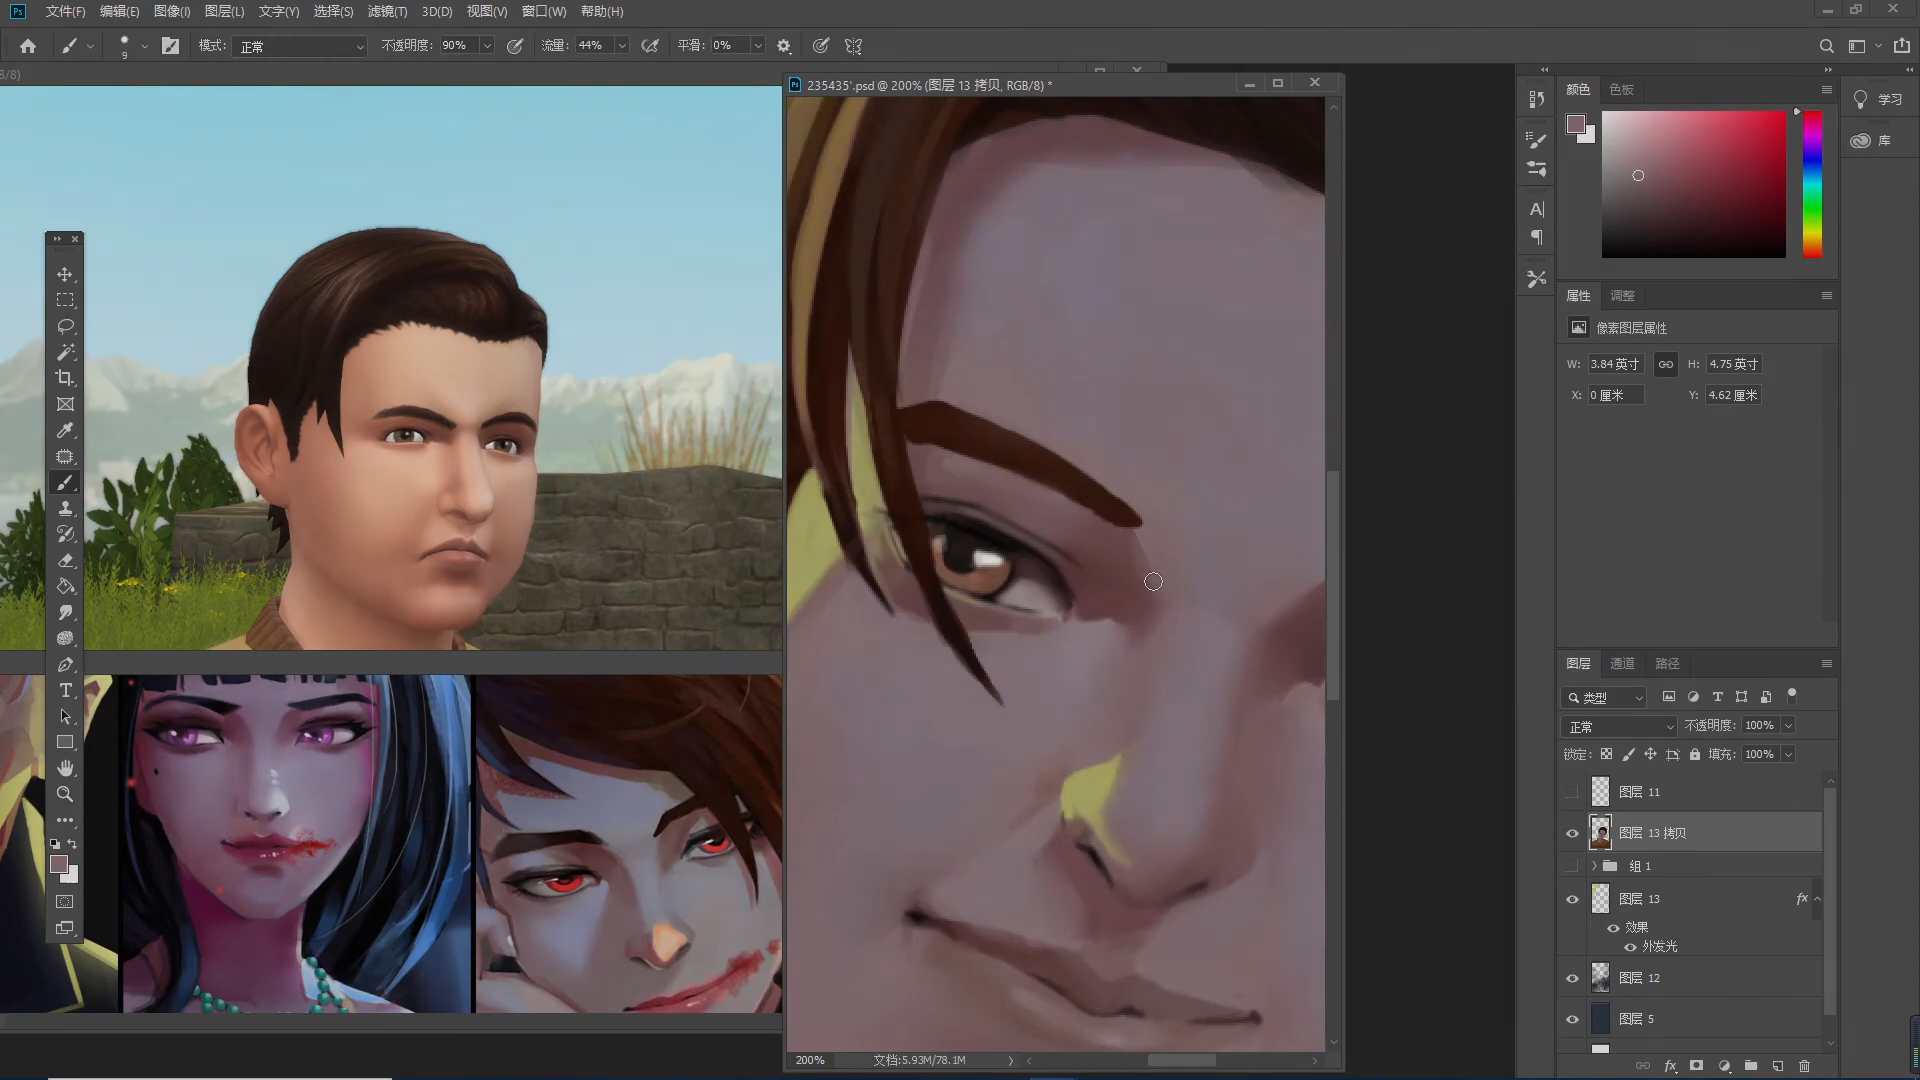 Ps 文件(F) 编辑(E) 图像(I) 图层(L) 文字(Y) 选择(S) 滤镜(T) 3D(D) 视图(V) 窗口(W) 帮助(H)
9 模式: 正常 不透明度: 90% 流量: 44% 平滑: 0%
8/8)
235435'.psd @ 200% (图层 13 拷贝, RGB/8) *
颜色 色板
学习
库
属性 调整
像素图层属性
W: 3.84 英寸 H: 4.75 英寸
X: 0 厘米 Y: 4.62 厘米
图层 通道 路径
类型
正常 不透明度: 100%
锁定: 填充: 100%
图层 11
图层 13 拷贝
组 1
图层 13 fx
效果
外发光
图层 12
图层 5
200% 文档:5.93M/78.1M